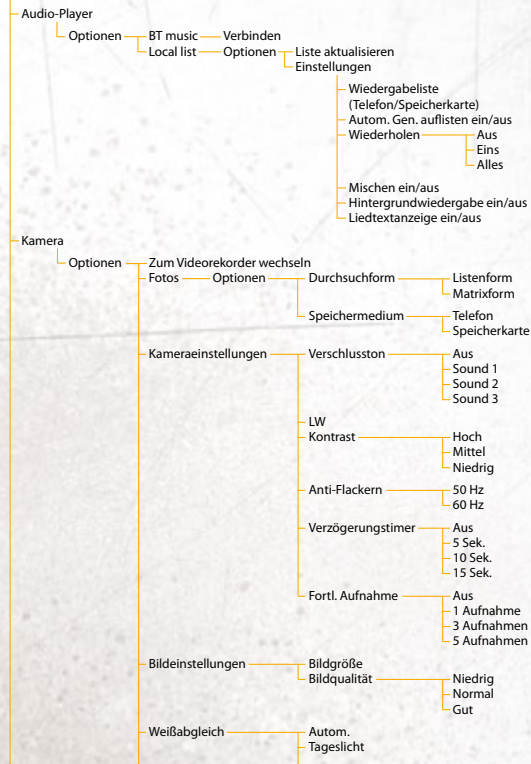 Audio-Player
Optionen BT music Verbinden
Local list Optionen Liste aktualisieren
Einstellungen
Wiedergabeliste
(Telefon/Speicherkarte)
Autom. Gen. auflisten ein/aus
Wiederholen Aus
Eins
Alles
Mischen ein/aus
Hintergrundwiedergabe ein/aus
Liedtextanzeige ein/aus
Kamera
Optionen Zum Videorekorder wechseln
Fotos Optionen Durchsuchform Listenform
Matrixform
Speichermedium Telefon
Speicherkarte
Kameraeinstellungen Verschlusston Aus
Sound 1
Sound 2
Sound 3
LW
Kontrast Hoch
Mittel
Niedrig
Anti-Flackern 50 Hz
60 Hz
Verzögerungstimer Aus
5 Sek.
10 Sek.
15 Sek.
Fortl. Aufnahme Aus
1 Aufnahme
3 Aufnahmen
5 Aufnahmen
Bildeinstellungen Bildgröße
Bildqualität Niedrig
Normal
Gut
Weißabgleich Autom.
Tageslicht